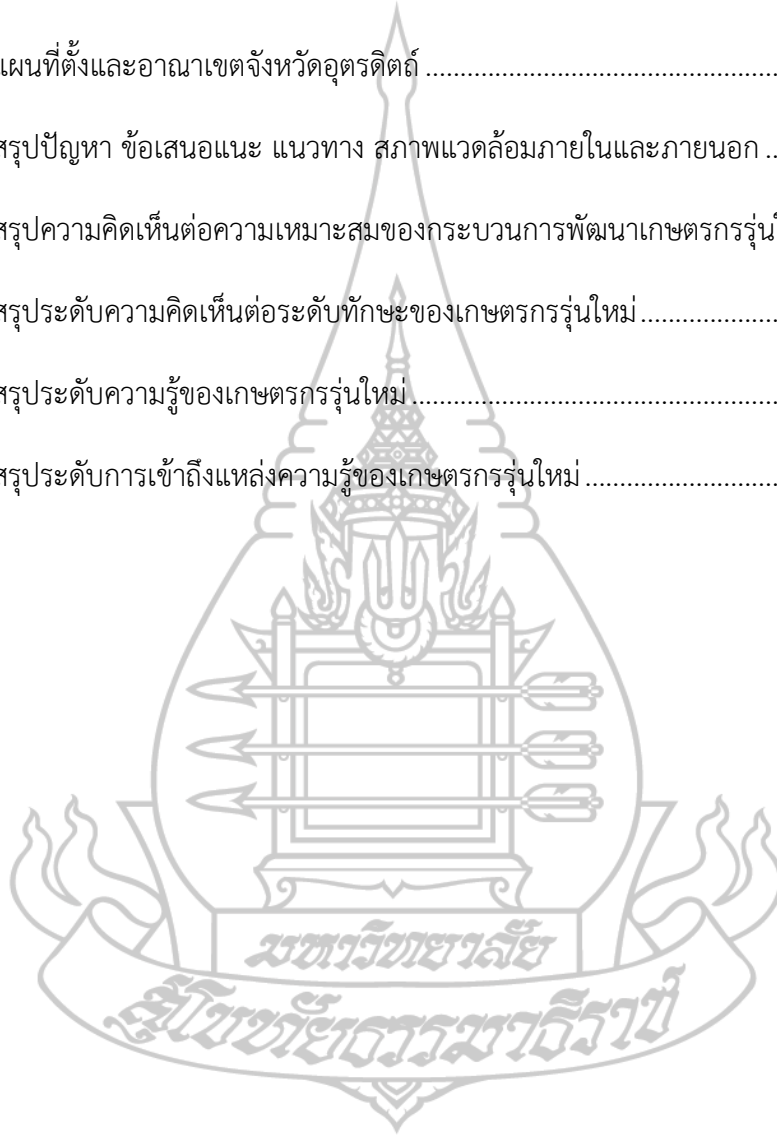 แผนที่ตั้งและอาณาเขตจังหวัดอุตรดิตถ์ ................................................
สรุปปัญหา ข้อเสนอแนะ แนวทาง สภาพแวดล้อมภายในและภายนอก ..
สรุปความคิดเห็นต่อความเหมาะสมของกระบวนการพัฒนาเกษตรกรรุ่น
สรุประดับความคิดเห็นต่อระดับทักษะของเกษตรกรรุ่นใหม่ ...................
สรุประดับความรู้ของเกษตรกรรุ่นใหม่ ...................................................
สรุประดับการเข้าถึงแหล่งความรู้ของเกษตรกรรุ่นใหม่ ...........................
มหาวิทยาลัย
สุโขทัยธรรมาธิราช